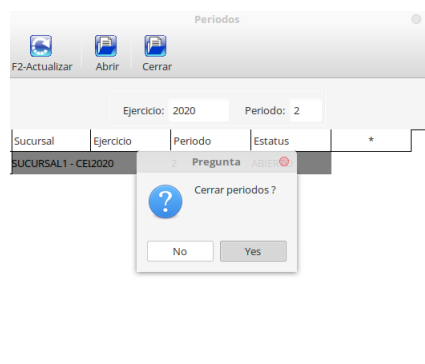 Periodos
F2-Actualizar Abrir Cerrar
Ejercicio: 2020 Periodo: 2
Sucursal Ejercicio Periodo Estatus *
SUCURSAL1 - CEI 2020 2
Pregunta
Cerrar periodos ?
No Yes